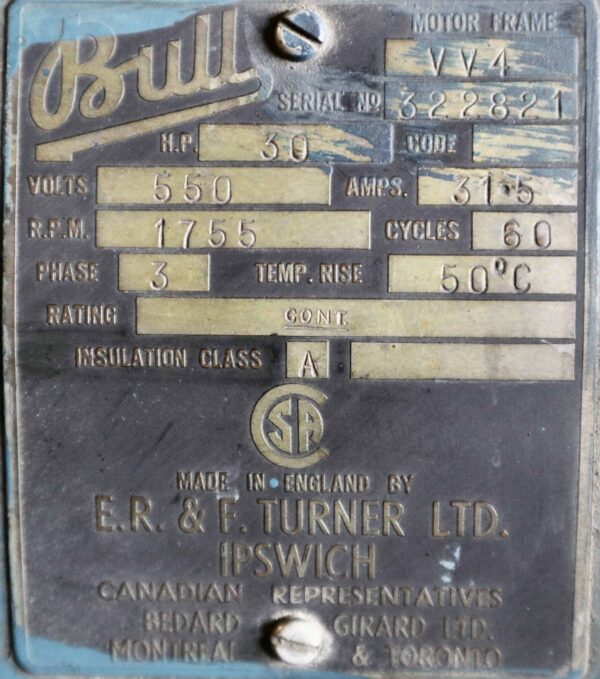 Bull
MOTOR FRAME
VV4
SERIAL Nº 322821
H.P. 30 CODE
VOLTS 550 AMPS. 31.5
R.P.M. 1755 CYCLES 60
PHASE 3 TEMP. RISE 50°C
RATING CONT.
INSULATION CLASS A
CSA
MADE IN ENGLAND BY
E.R. & F. TURNER LTD.
IPSWICH
CANADIAN REPRESENTATIVES
BEDARD GIRARD LTD.
MONTREAL & TORONTO